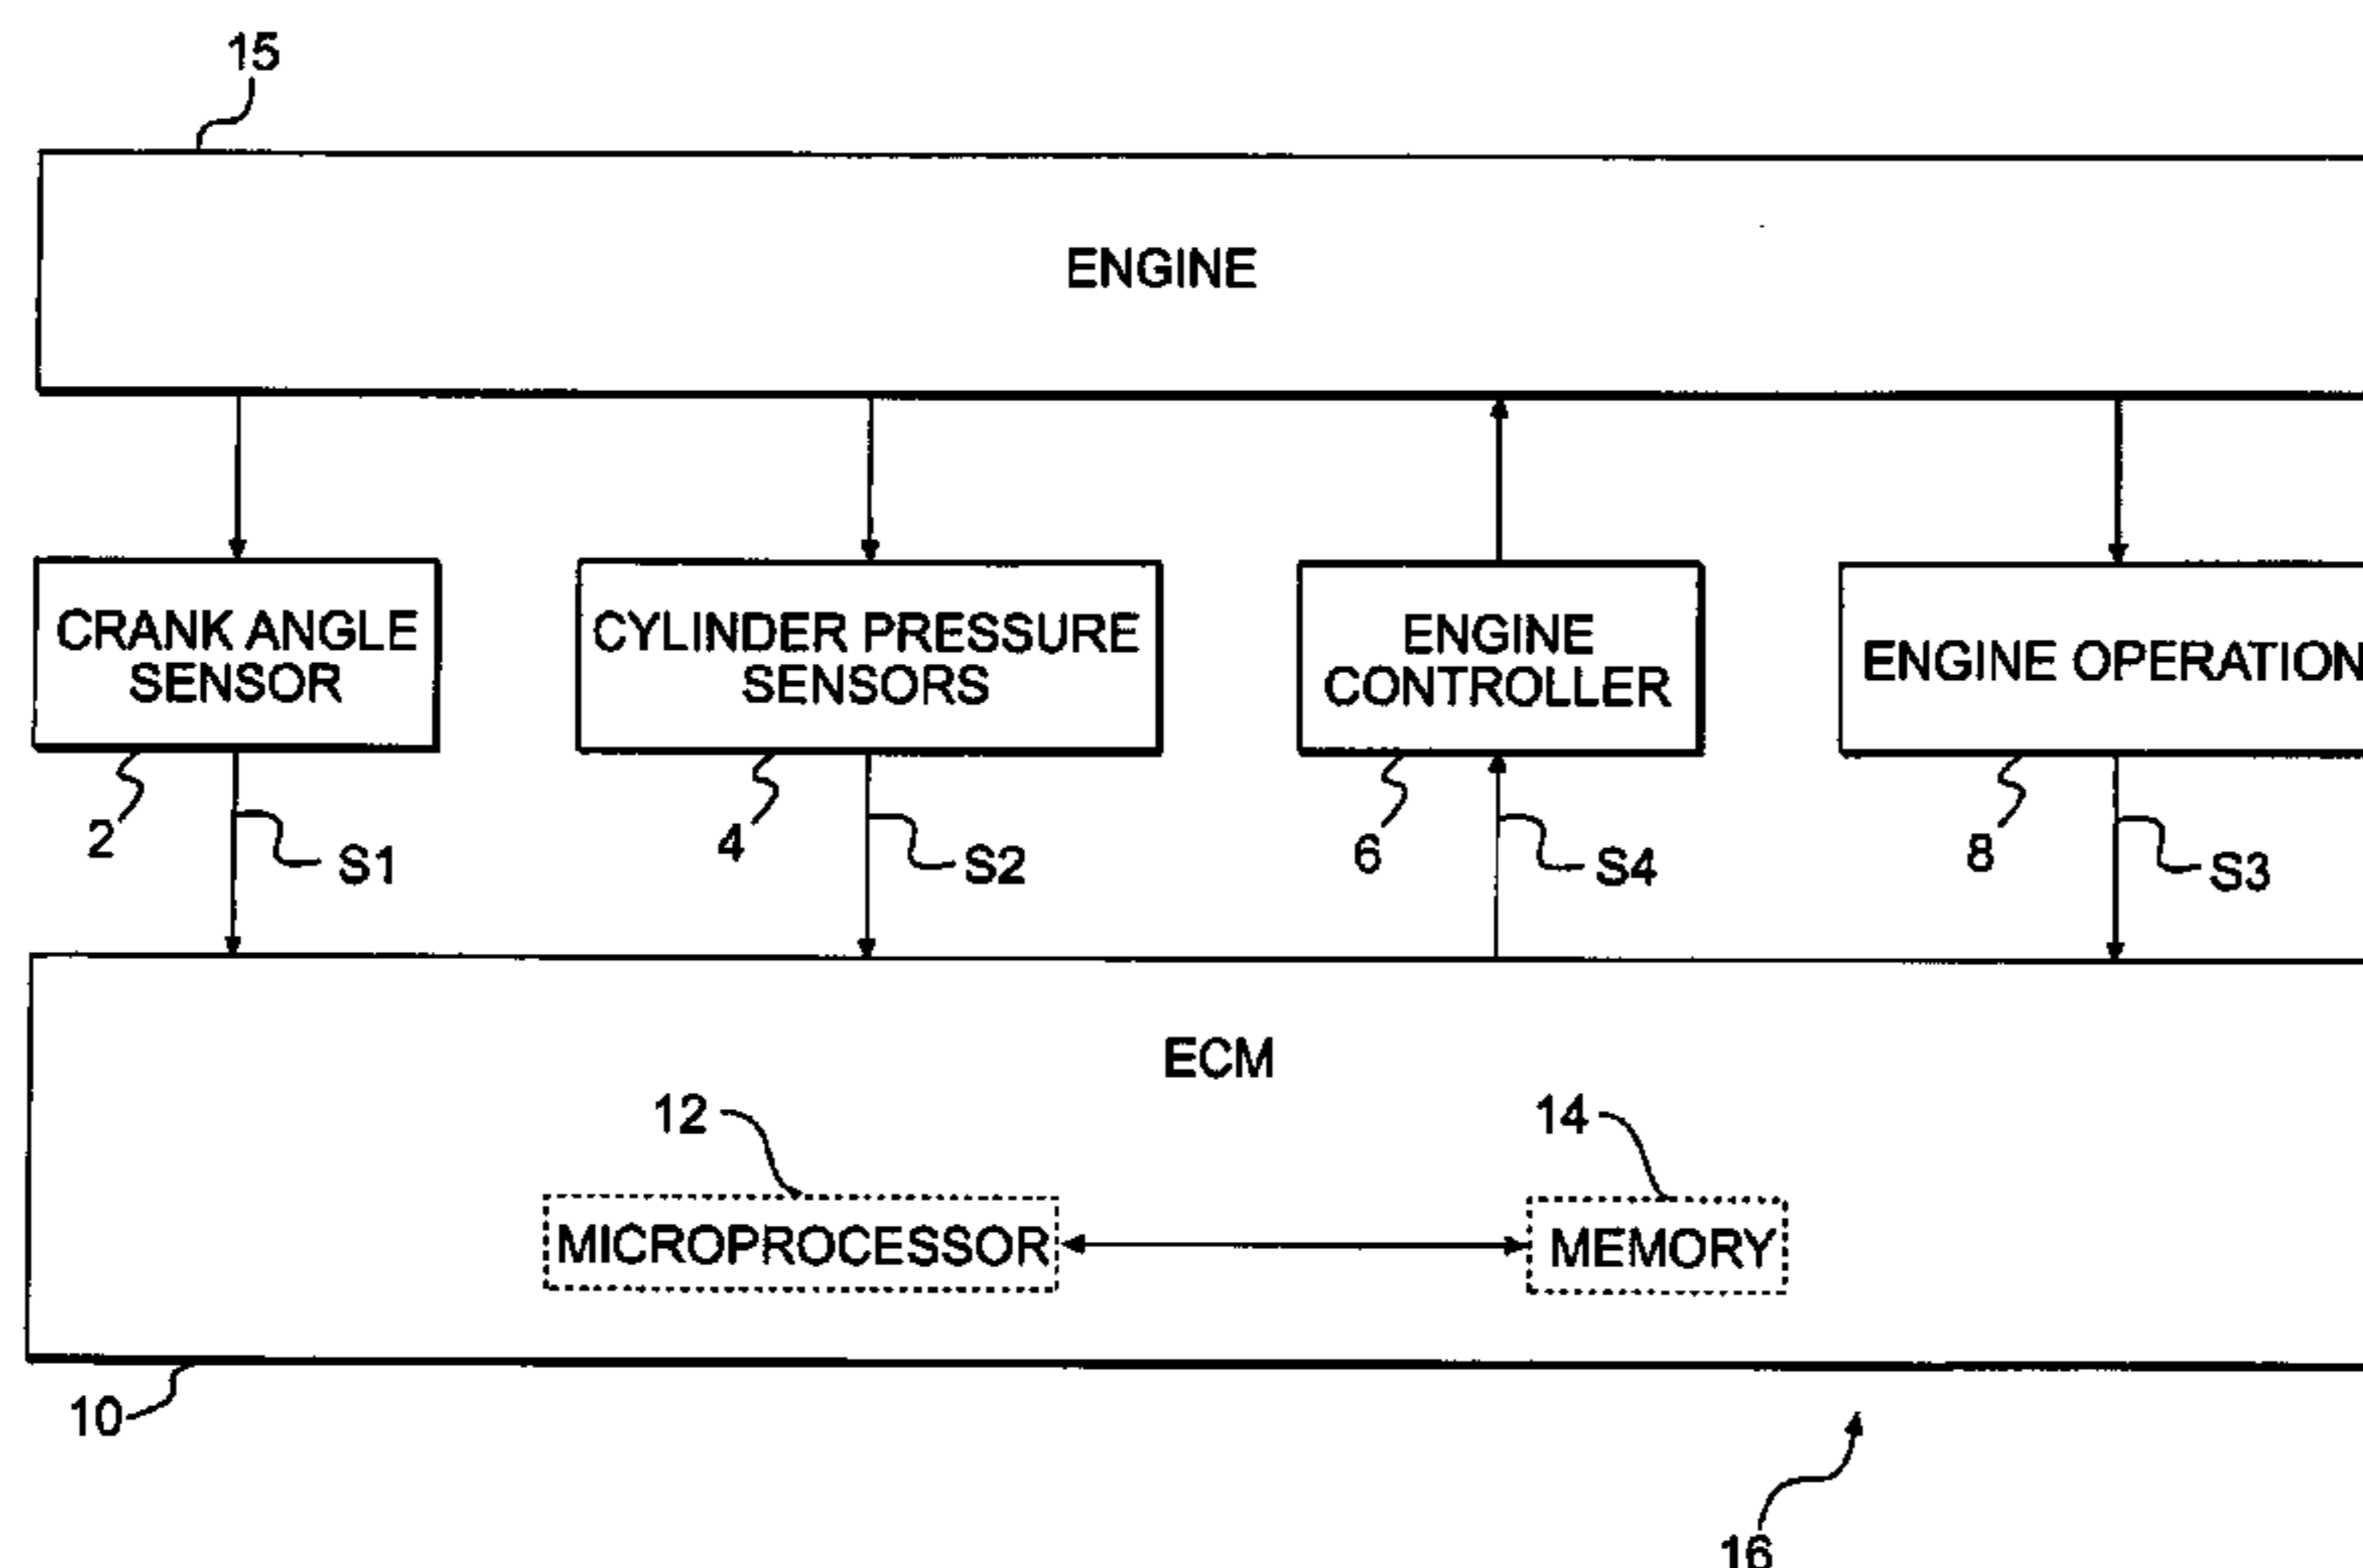 15
ENGINE
CRANK ANGLE
SENSOR
CYLINDER PRESSURE
SENSORS
ENGINE
CONTROLLER
ENGINE OPERATION
2
S1
4
S2
6
S4
8
S3
ECM
12
14
MICROPROCESSOR
MEMORY
10
16